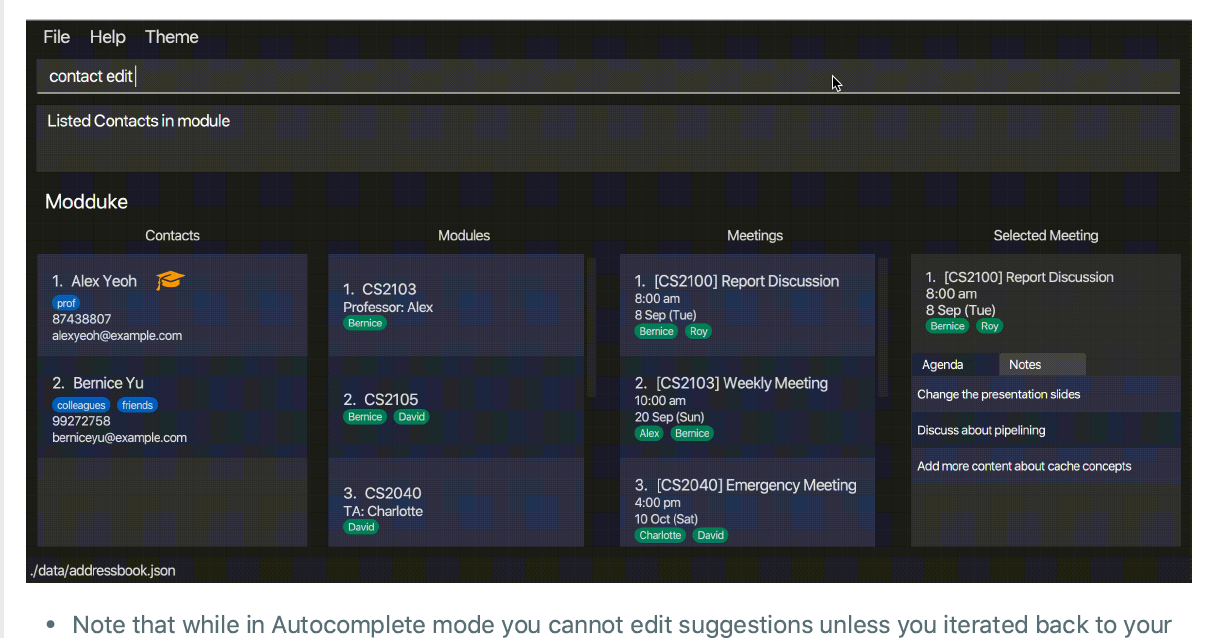 File Help Theme
contact edit
Listed Contacts in module
Modduke
Contacts
1. Alex Yeoh
prof
87438807
alexyeoh@example.com
2. Bernice Yu
colleagues friends
99272758
berniceyu@example.com
Modules
1. CS2103
Professor: Alex
Bernice
2. CS2105
Bernice David
3. CS2040
TA: Charlotte
David
Meetings
1. [CS2100] Report Discussion
8:00 am
8 Sep (Tue)
Bernice Roy
2. [CS2103] Weekly Meeting
10:00 am
20 Sep (Sun)
Alex Bernice
3. [CS2040] Emergency Meeting
4:00 pm
10 Oct (Sat)
Charlotte David
Selected Meeting
1. [CS2100] Report Discussion
8:00 am
8 Sep (Tue)
Bernice Roy
Agenda Notes
Change the presentation slides
Discuss about pipelining
Add more content about cache concepts
./data/addressbook.json
• Note that while in Autocomplete mode you cannot edit suggestions unless you iterated back to your